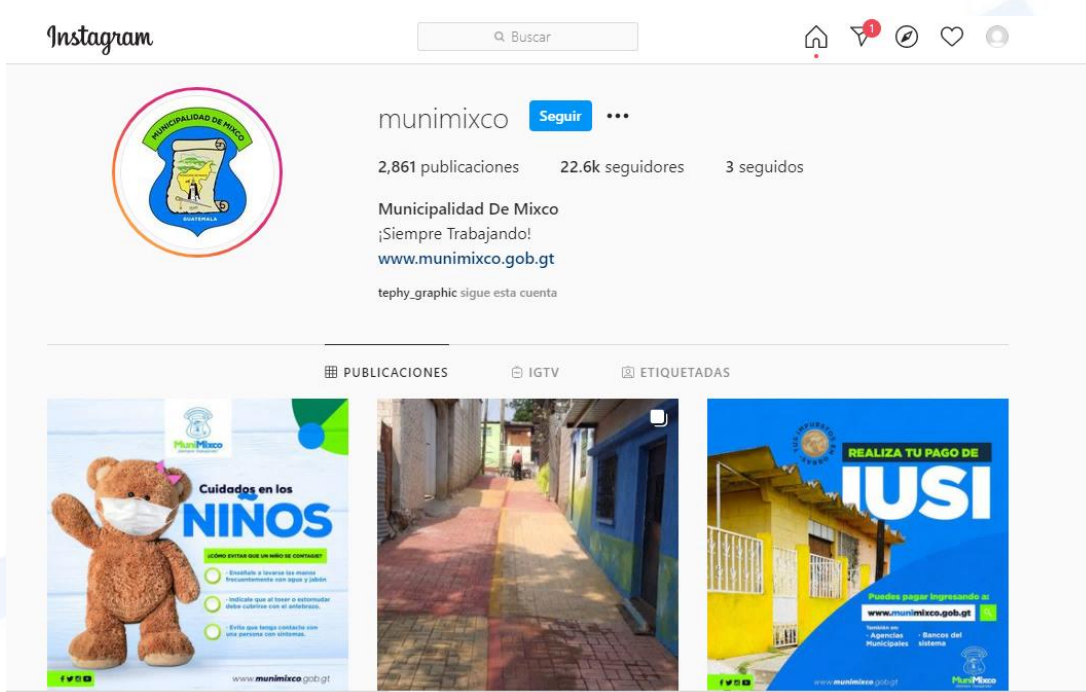 Instagram
Buscar
1
munimixco Seguir
2,861 publicaciones 22.6k seguidores 3 seguidos
Municipalidad De Mixco
¡Siempre Trabajando!
www.munimixco.gob.gt
tephy_graphic sigue esta cuenta
PUBLICACIONES IGTV ETIQUETADAS
MUNICIPALIDAD DE MIXCO
GUATEMALA
MuniMixco
Cuidados en los
NIÑOS
¿CÓMO EVITAR QUE UN NIÑO SE CONTAGIE?
- Enséñale a lavarse las manos
frecuentemente con agua y jabón
- Indícale que al toser o estornudar
debe cubrirse con el antebrazo.
- Evita que tenga contacto con
una persona con síntomas.
www.munimixco.gob.gt
TUS IMPUESTOS EN
REALIZA TU PAGO DE
IUSI
Puedes pagar ingresando a:
www.munimixco.gob.gt
También en:
- Agencias
Municipales
- Bancos del
sistema
www.munimixco.gob.gt
MuniMixco